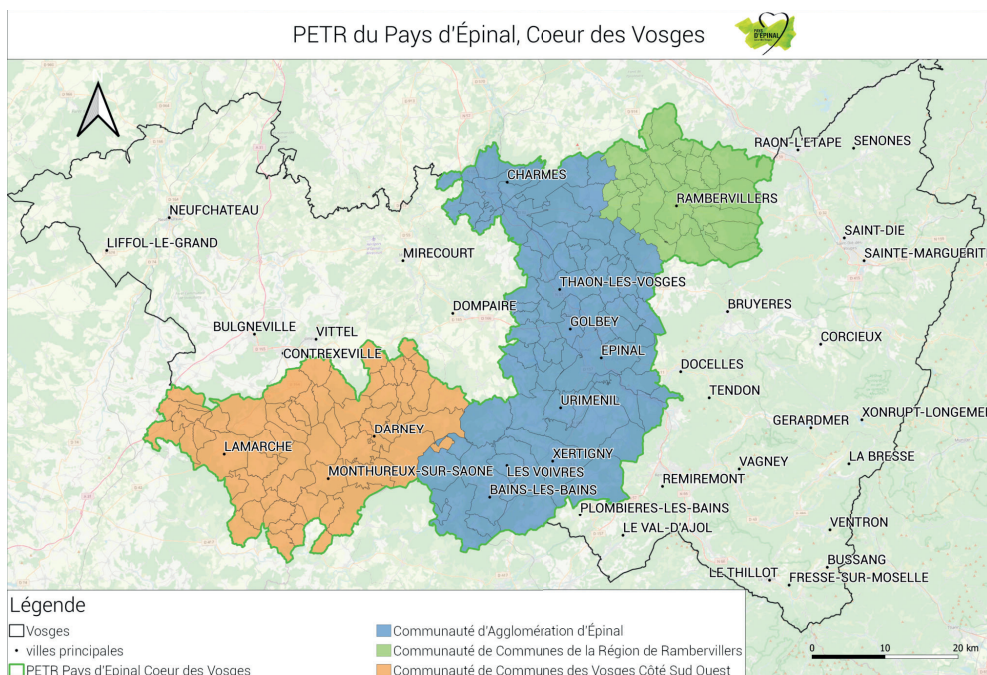 PETR du Pays d'Épinal, Coeur des Vosges
PAYS
D'ÉPINAL
RAON-L'ETAPE
SENONES
CHARMES
RAMBERVILLERS
NEUFCHATEAU
LIFFOL-LE-GRAND
SAINT-DIE
MIRECOURT
SAINTE-MARGUERIT
THAON-LES-VOSGES
DOMPAIRE
BRUYERES
GOLBEY
BULGNEVILLE
VITTEL
CORCIEUX
CONTREXEVILLE
EPINAL
DOCELLES
TENDON
URIMENIL
GERARDMER
XONRUPT-LONGEMER
DARNEY
LAMARCHE
XERTIGNY
LA BRESSE
MONTHUREUX-SUR-SAONE
LES VOIVRES
VAGNEY
BAINS-LES-BAINS
REMIREMONT
PLOMBIERES-LES-BAINS
LE VAL-D'AJOL
VENTRON
BUSSANG
LE THILLOT
FRESSE-SUR-MOSELLE
Légende
Vosges
villes principales
PETR Pays d'Epinal Coeur des Vosges
Communauté d'Agglomération d'Épinal
Communauté de Communes de la Région de Rambervillers
Communauté de Communes des Vosges Côté Sud Ouest
0 10 20 km